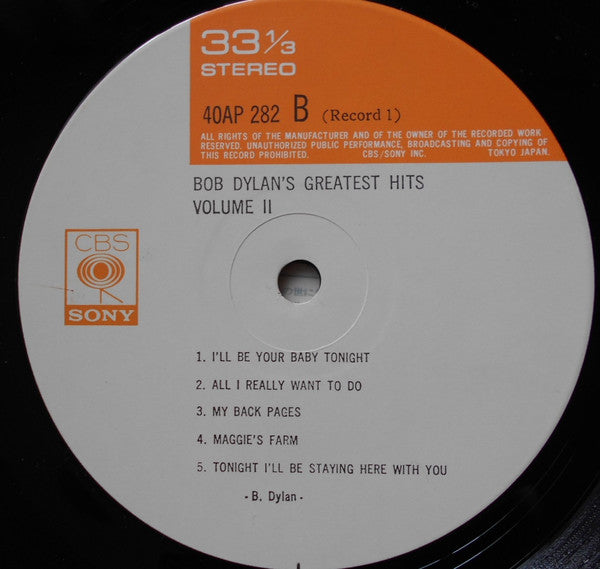 33 1/3
STEREO
40AP 282 B (Record 1)
ALL RIGHTS OF THE MANUFACTURER AND OF THE OWNER OF THE RECORDED WORK
RESERVED. UNAUTHORIZED PUBLIC PERFORMANCE, BROADCASTING AND COPYING OF
THIS RECORD PROHIBITED. CBS/SONY INC. TOKYO JAPAN.
BOB DYLAN'S GREATEST HITS
VOLUME II
CBS
SONY
1. I'LL BE YOUR BABY TONIGHT
2. ALL I REALLY WANT TO DO
3. MY BACK PAGES
4. MAGGIE'S FARM
5. TONIGHT I'LL BE STAYING HERE WITH YOU
- B. Dylan -